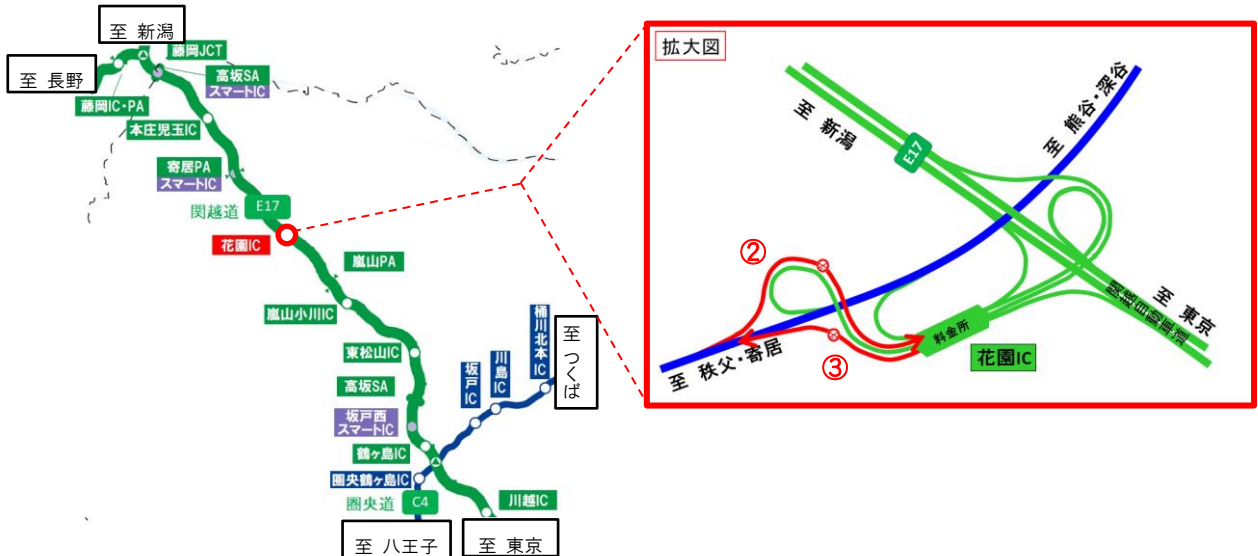 至 新潟
至 長野
藤岡JCT
高坂SA
スマートIC
藤岡IC・PA
本庄児玉IC
寄居PA
スマートIC
関越道
E17
花園IC
嵐山PA
嵐山小川IC
東松山IC
高坂SA
坂戸西
スマートIC
鶴ヶ島IC
圏央鶴ヶ島IC
圏央道
C4
坂戸IC
川島IC
桶川北本IC
至 つくば
川越IC
至 八王子
至 東京
拡大図
至 新潟
E17
至 熊谷・深谷
②
③
至 秩父・寄居
料金所
花園IC
至 東京
関越自動車道